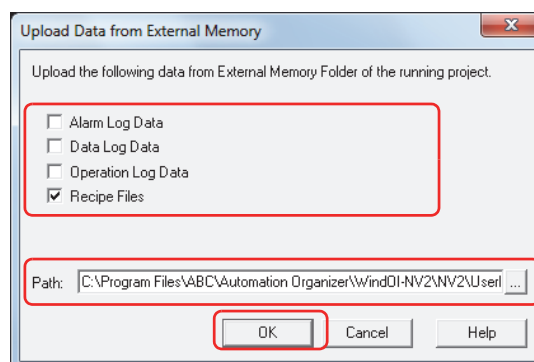 Upload Data from External Memory
Upload the following data from External Memory Folder of the running project.
Alarm Log Data
Data Log Data
Operation Log Data
Recipe Files
Path: C:\Program Files\ABC\Automation Organizer\WindOI-NV2\NV2\Userl ...
OK Cancel Help